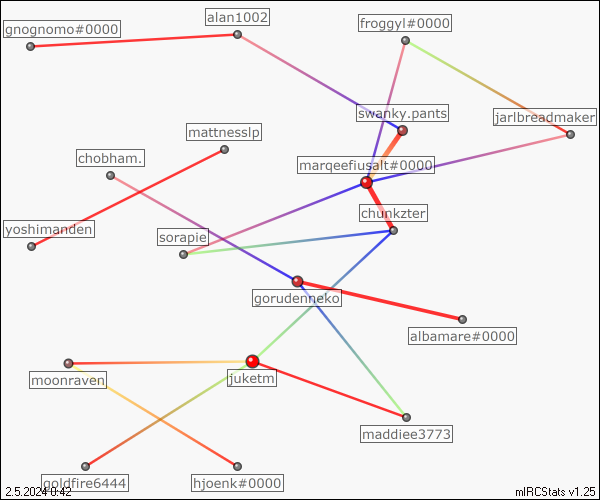 alan1002
gnognomo#0000
froggyl#0000
swanky.pants
jarlbreadmaker
mattnesslp
chobham.
marqeefiusalt#0000
chunkzter
yoshimanden
sorapie
gorudenneko
albamare#0000
moonraven
juketm
maddiee3773
goldfire6444
hjoenk#0000
2.5.2024 0:42
mIRCStats v1.25